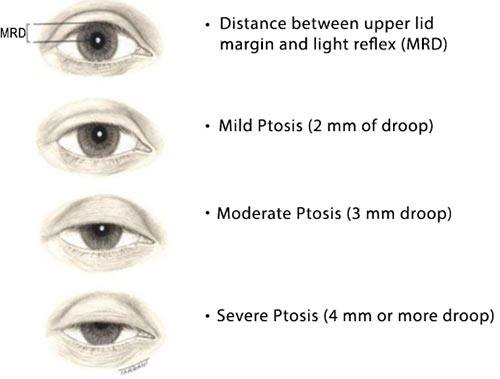 MRD
• Distance between upper lid
margin and light reflex (MRD)
• Mild Ptosis (2 mm of droop)
• Moderate Ptosis (3 mm droop)
• Severe Ptosis (4 mm or more droop)